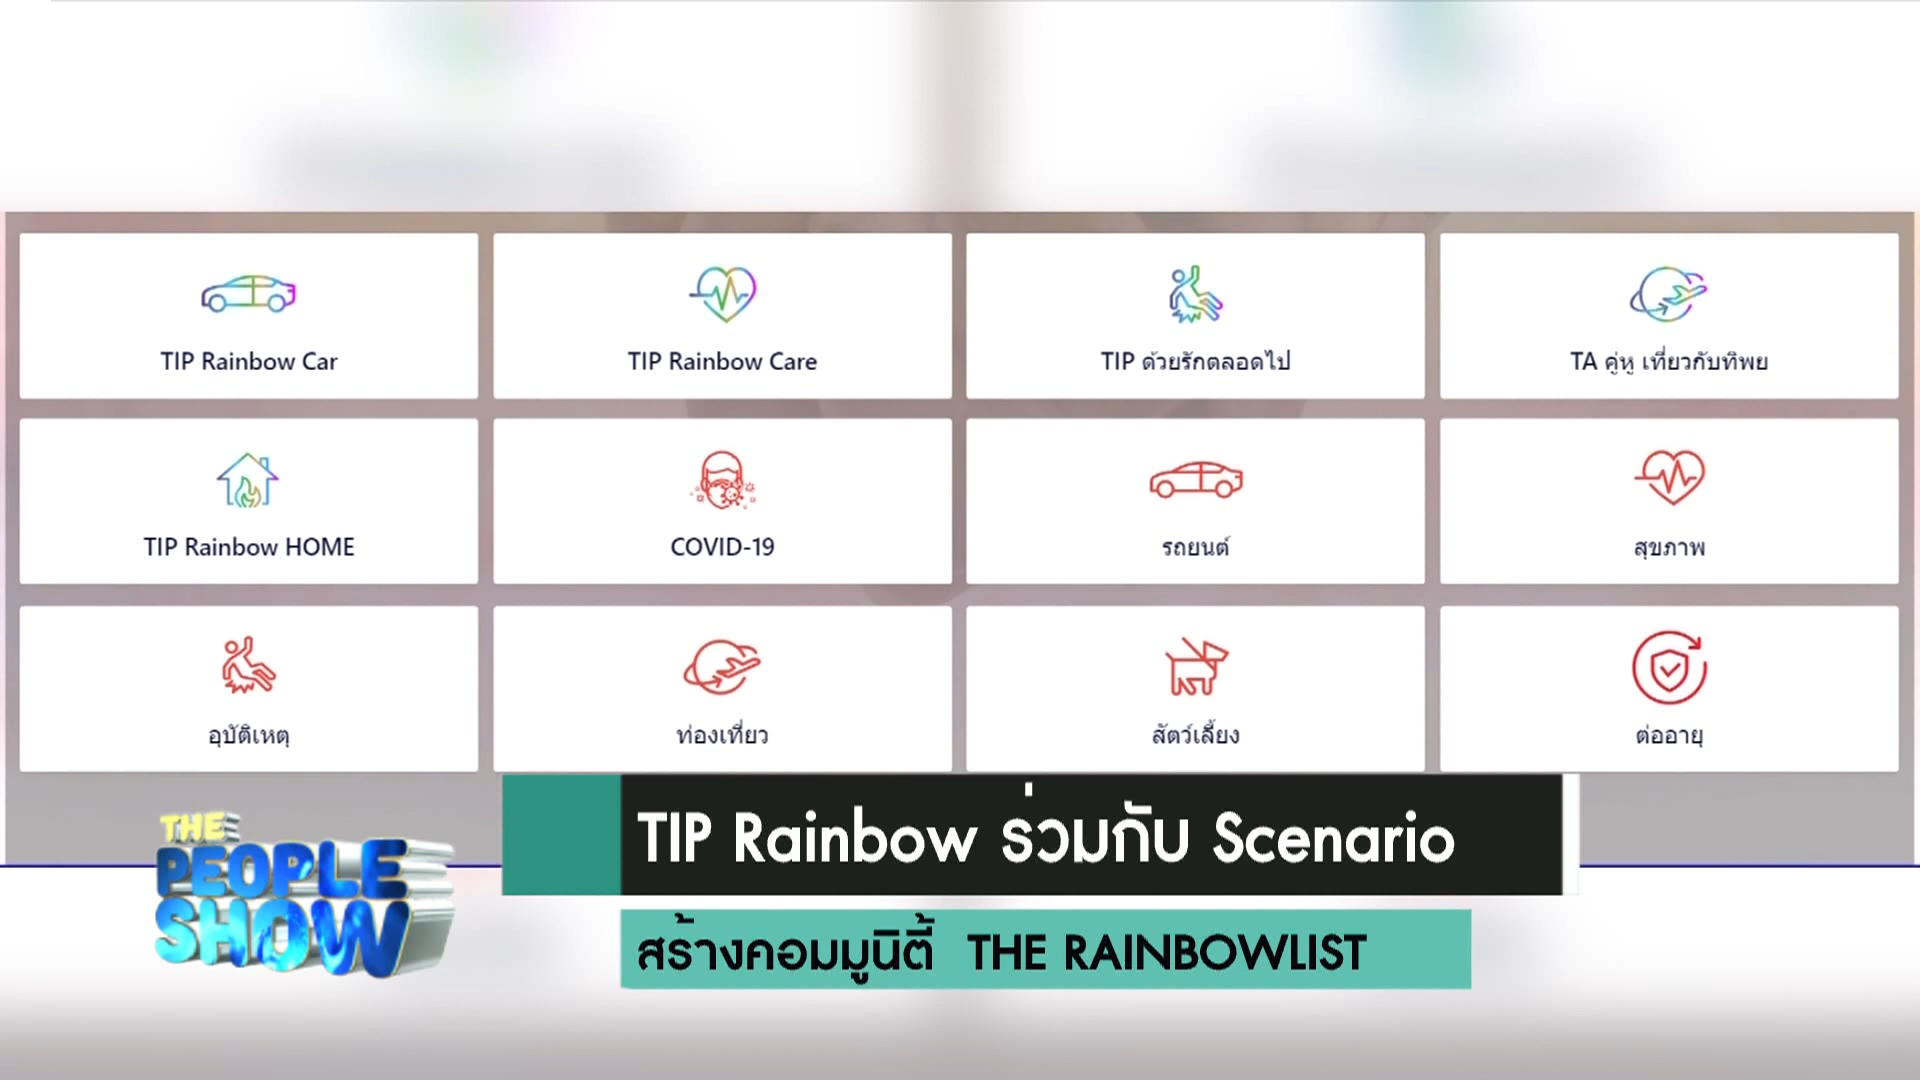 TIP Rainbow Car
TIP Rainbow Care
TIP ด้วยรักตลอดไป
TA คู่หู เที่ยวกับทิพย
TIP Rainbow HOME
COVID-19
รถยนต์
สุขภาพ
อุบัติเหตุ
ท่องเที่ยว
สัตว์เลี้ยง
ต่ออายุ
THE
PEOPLE
SHOW
TIP Rainbow ร่วมกับ Scenario
สร้างคอมมูนิตี้ THE RAINBOWLIST